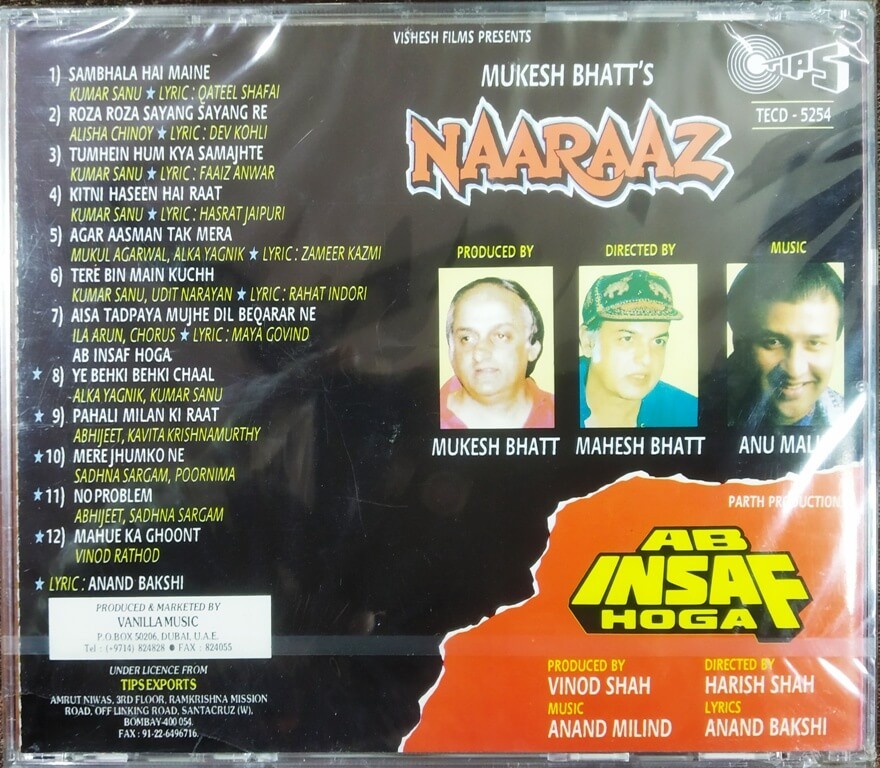 VISHESH FILMS PRESENTS
MUKESH BHATT'S
NAARAAZ
TIPS
TECD - 5254
1) SAMBHALA HAI MAINE
KUMAR SANU ★ LYRIC : QATEEL SHAFAI
2) ROZA ROZA SAYANG SAYANG RE
ALISHA CHINOY ★ LYRIC : DEV KOHLI
3) TUMHEIN HUM KYA SAMAJHTE
KUMAR SANU ★ LYRIC : FAAIZ ANWAR
4) KITNI HASEEN HAI RAAT
KUMAR SANU ★ LYRIC : HASRAT JAIPURI
5) AGAR AASMAN TAK MERA
MUKUL AGARWAL, ALKA YAGNIK ★ LYRIC : ZAMEER KAZMI
6) TERE BIN MAIN KUCHH
KUMAR SANU, UDIT NARAYAN ★ LYRIC : RAHAT INDORI
7) AISA TADPAYA MUJHE DIL BEQARAR NE
ILA ARUN, CHORUS ★ LYRIC : MAYA GOVIND
AB INSAF HOGA
★ 8) YE BEHKI BEHKI CHAAL
ALKA YAGNIK, KUMAR SANU
★ 9) PAHALI MILAN KI RAAT
ABHIJEET, KAVITA KRISHNAMURTHY
★ 10) MERE JHUMKO NE
SADHNA SARGAM, POORNIMA
★ 11) NO PROBLEM
ABHIJEET, SADHNA SARGAM
★ 12) MAHUE KA GHOONT
VINOD RATHOD
★ LYRIC : ANAND BAKSHI
PRODUCED & MARKETED BY
VANILLA MUSIC
P.O.BOX 50206, DUBAI, U.A.E.
Tel : (+9714) 824828 ● FAX : 824055
UNDER LICENCE FROM
TIPS EXPORTS
AMRUT NIWAS, 3RD FLOOR, RAMKRISHNA MISSION
ROAD, OFF LINKING ROAD, SANTACRUZ (W),
BOMBAY-400 054.
FAX : 91-22-6496716.
PRODUCED BY
MUKESH BHATT
DIRECTED BY
MAHESH BHATT
MUSIC
ANU
PARTH
AB
INSAF
HOGA
PRODUCED BY
VINOD SHAH
DIRECTED BY
HARISH SHAH
MUSIC
ANAND MILIND
LYRICS
ANAND BAKSHI